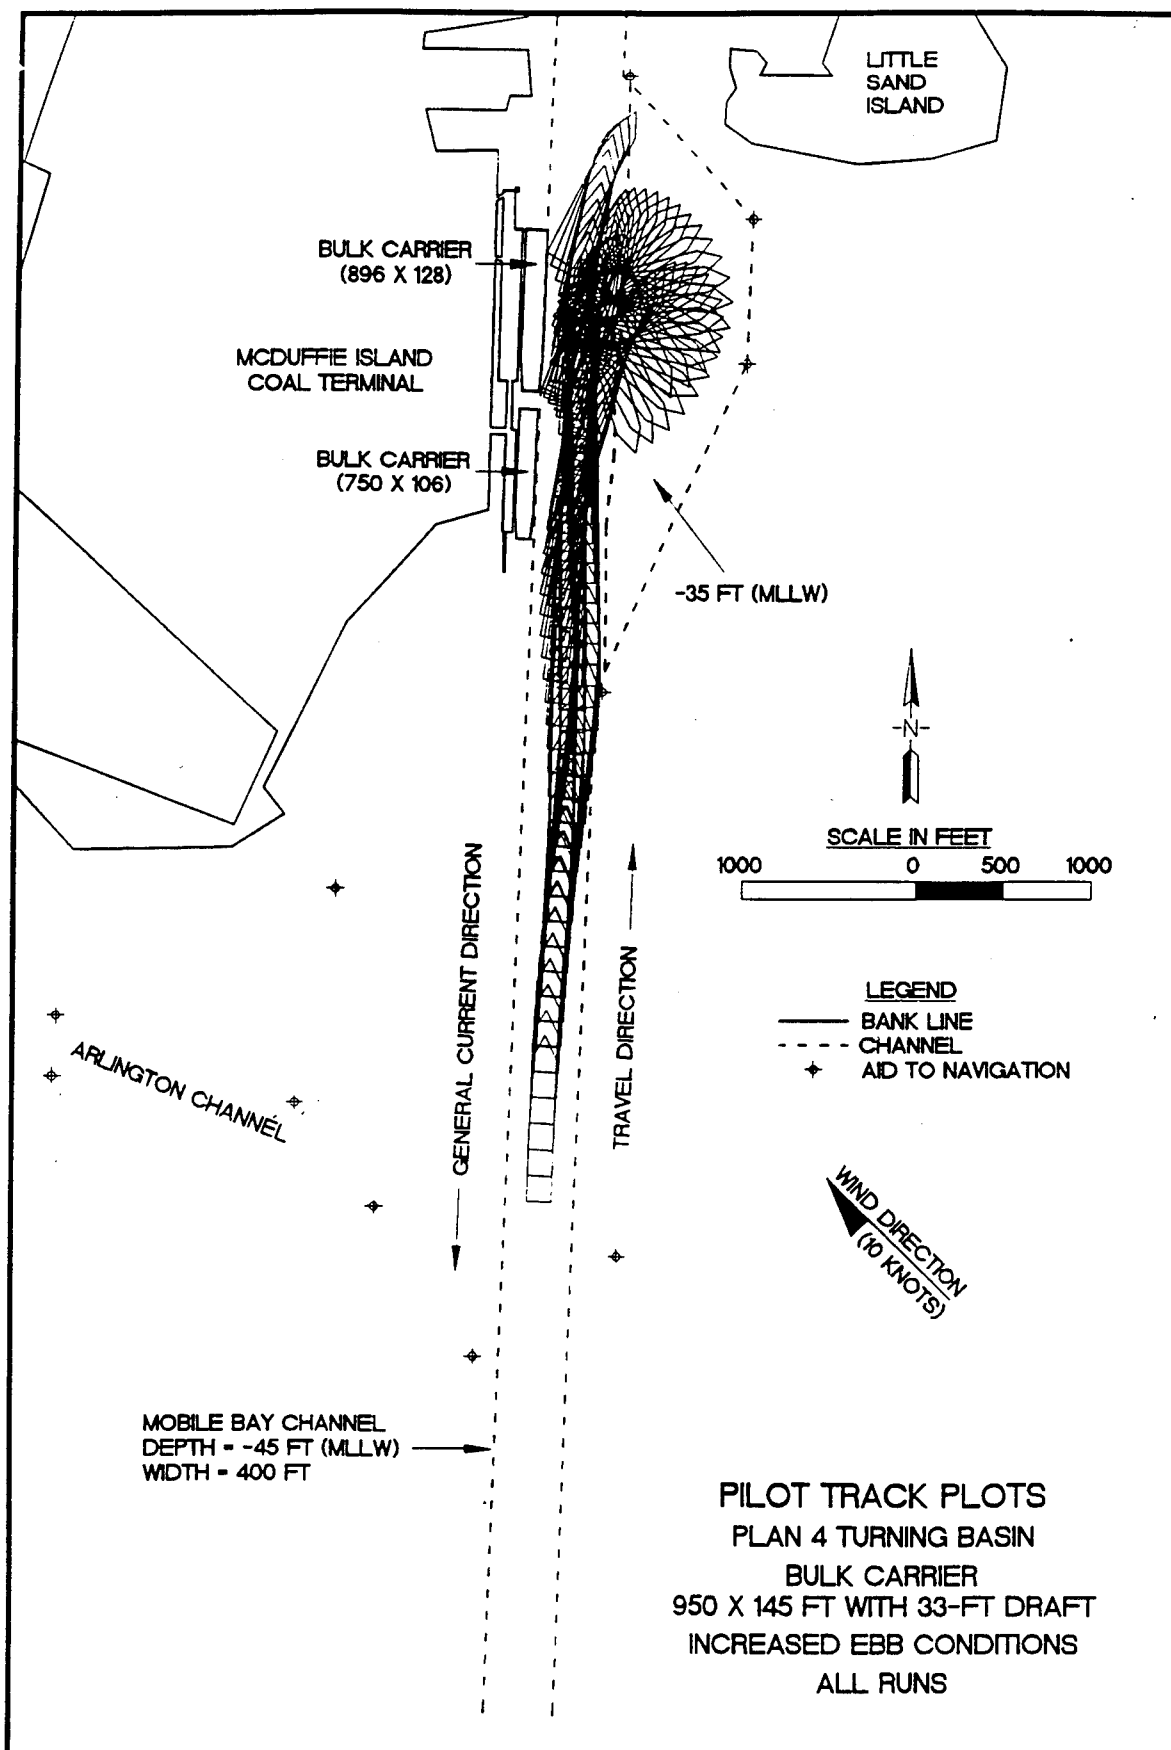 LITTLE
SAND
ISLAND
BULK CARRIER
(896 X 128)
MCDUFFIE ISLAND
COAL TERMINAL
BULK CARRIER
(750 X 106)
-35 FT (MLLW)
-N-
SCALE IN FEET
1000 0 500 1000
GENERAL CURRENT DIRECTION
TRAVEL DIRECTION
LEGEND
BANK LINE
CHANNEL
AID TO NAVIGATION
ARLINGTON CHANNEL
WIND DIRECTION
(10 KNOTS)
MOBILE BAY CHANNEL
DEPTH = -45 FT (MLLW)
WIDTH = 400 FT
PILOT TRACK PLOTS
PLAN 4 TURNING BASIN
BULK CARRIER
950 X 145 FT WITH 33-FT DRAFT
INCREASED EBB CONDITIONS
ALL RUNS